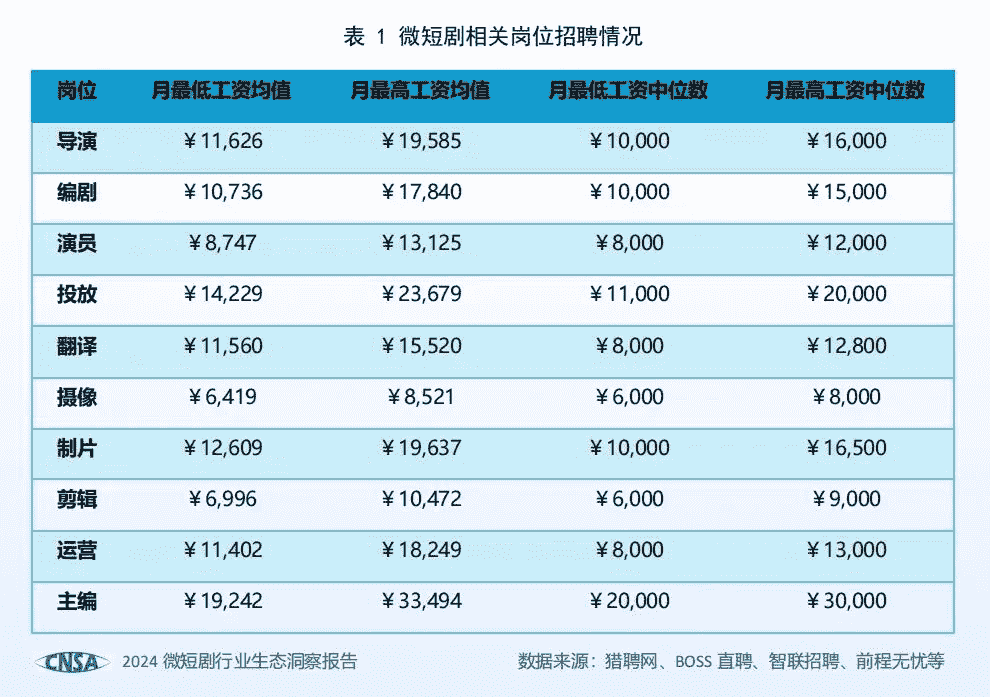 表 1 微短剧相关岗位招聘情况
岗位 月最低工资均值 月最高工资均值 月最低工资中位数 月最高工资中位数
导演 ¥11,626 ¥19,585 ¥10,000 ¥16,000
编剧 ¥10,736 ¥17,840 ¥10,000 ¥15,000
演员 ¥8,747 ¥13,125 ¥8,000 ¥12,000
投放 ¥14,229 ¥23,679 ¥11,000 ¥20,000
翻译 ¥11,560 ¥15,520 ¥8,000 ¥12,800
摄像 ¥6,419 ¥8,521 ¥6,000 ¥8,000
制片 ¥12,609 ¥19,637 ¥10,000 ¥16,500
剪辑 ¥6,996 ¥10,472 ¥6,000 ¥9,000
运营 ¥11,402 ¥18,249 ¥8,000 ¥13,000
主编 ¥19,242 ¥33,494 ¥20,000 ¥30,000
CNSA 2024 微短剧行业生态洞察报告 数据来源：猎聘网、BOSS 直聘、智联招聘、前程无忧等